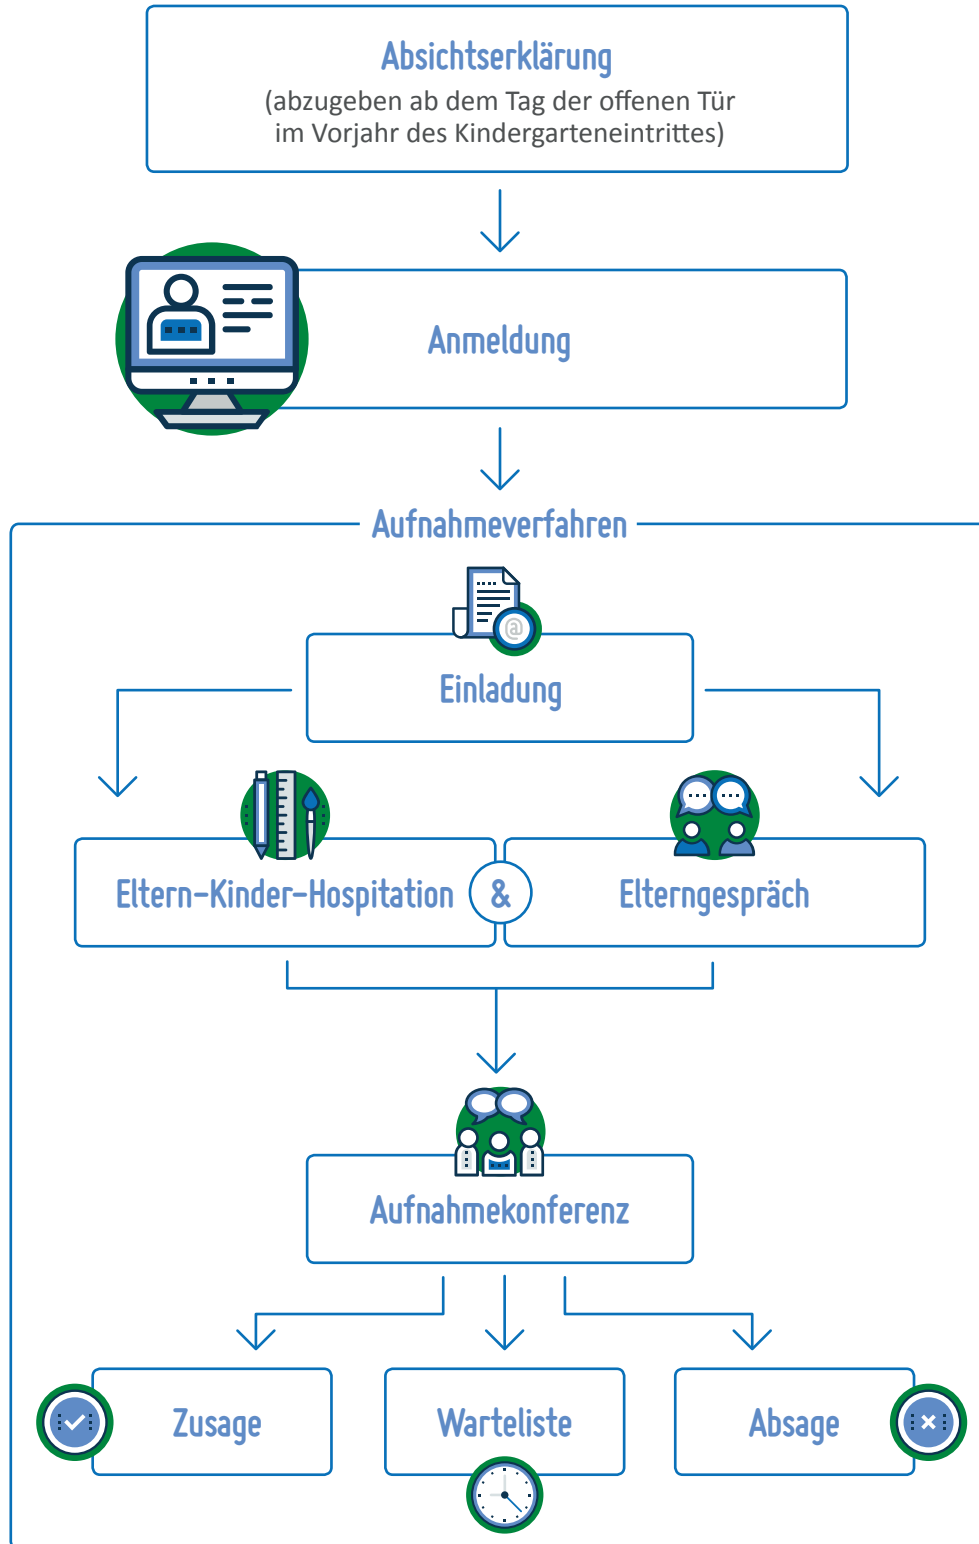 Absichtserklärung
(abzugeben ab dem Tag der offenen Tür
im Vorjahr des Kindergarteneintrittes)
Anmeldung
Aufnahmeverfahren
@
Einladung
Eltern-Kinder-Hospitation
&
Elterngespräch
Aufnahmekonferenz
Zusage
Warteliste
Absage